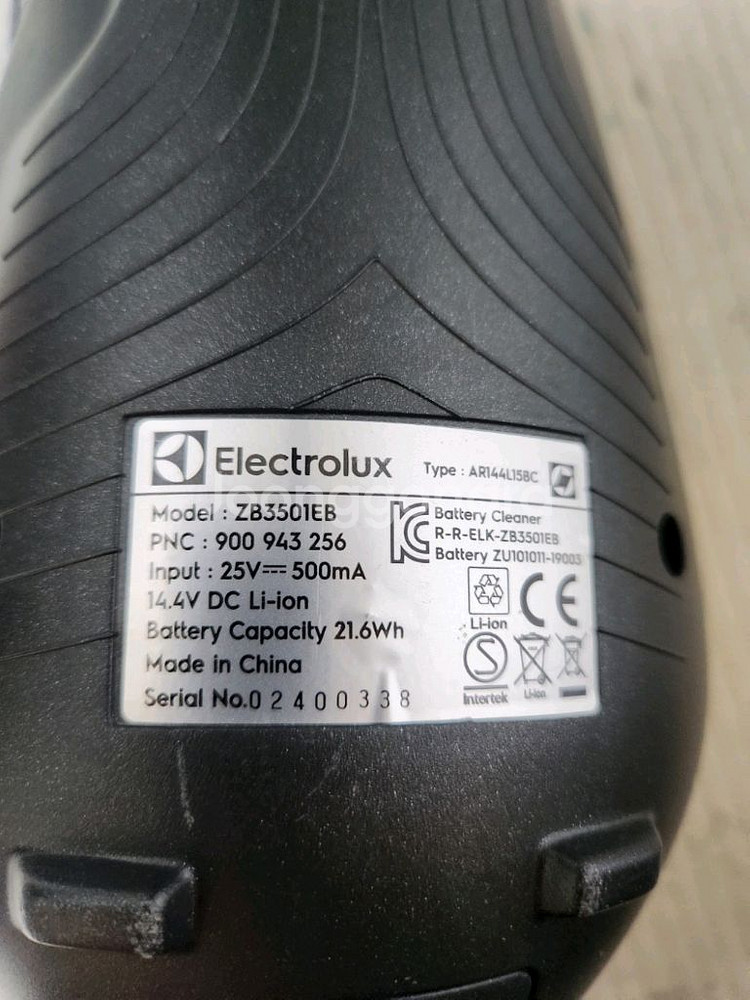 Electrolux
Type : AR144L15BC
Model : ZB3501EB
PNC : 900 943 256
Input : 25V⎓500mA
14.4V DC Li-ion
Battery Capacity 21.6Wh
Made in China
Serial No.02400338
Battery Cleaner
R-R-ELK-ZB3501EB
Battery ZU101011-19003
Li-ion
CE
S
Intertek
Li-ion